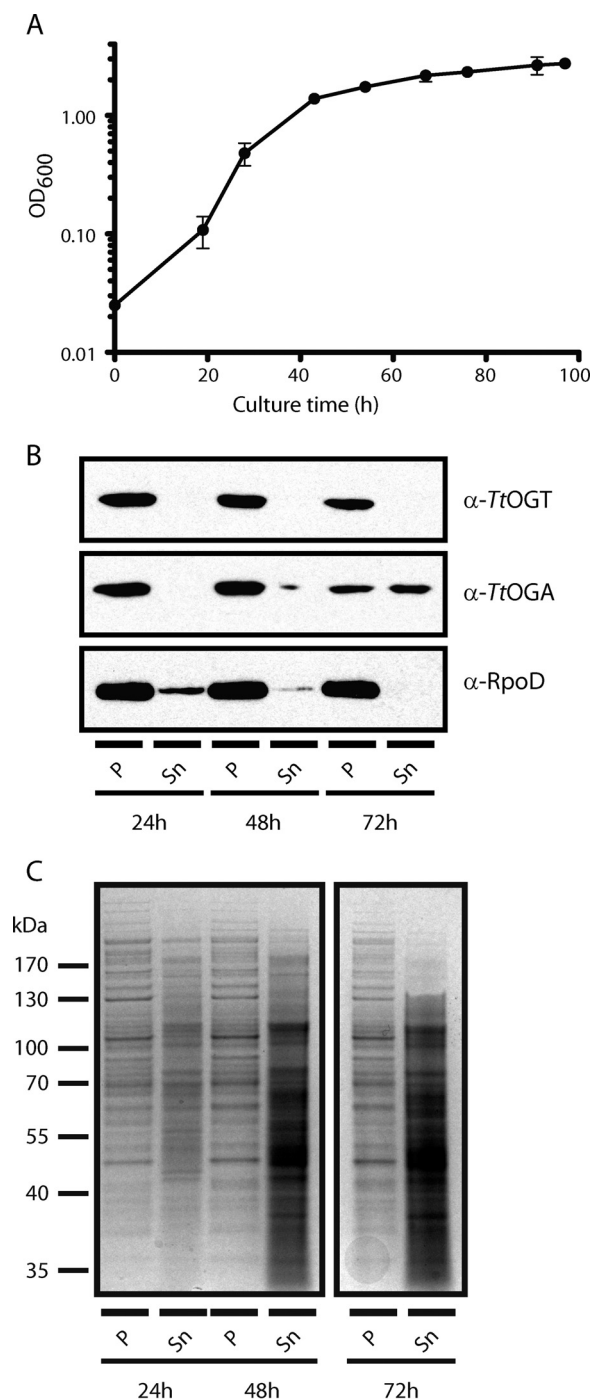 A
OD600
1.00
0.10
0.01
0 20 40 60 80 100
Culture time (h)
B
α-TtOGT
α-TtOGA
α-RpoD
P Sn P Sn P Sn
24h 48h 72h
C
kDa
170
130
100
70
55
40
35
P Sn P Sn P Sn
24h 48h 72h